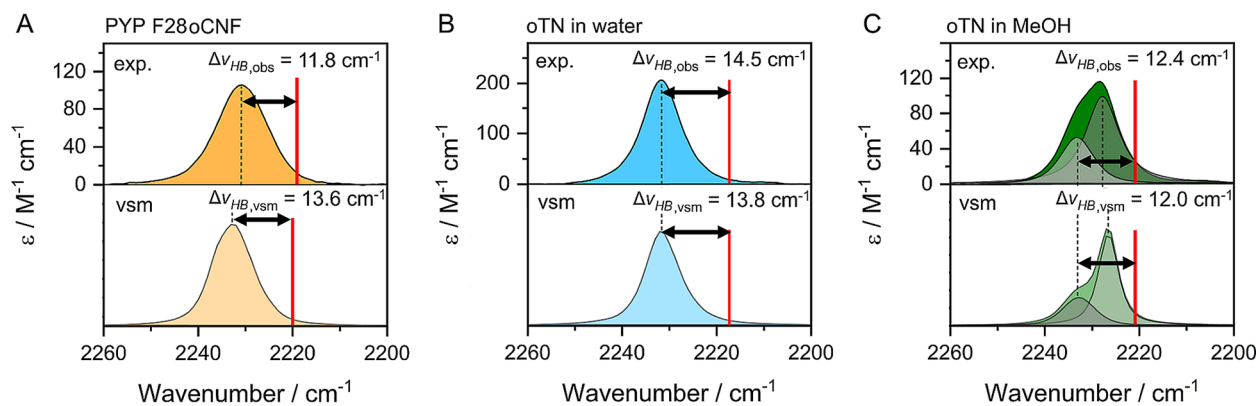 A PYP F28oCNF
exp.
Δν_HB,obs = 11.8 cm⁻¹
120
80
40
0
vsm
Δν_HB,vsm = 13.6 cm⁻¹
ε / M⁻¹ cm⁻¹
2260 2240 2220 2200
Wavenumber / cm⁻¹
B oTN in water
exp.
Δν_HB,obs = 14.5 cm⁻¹
200
100
0
vsm
Δν_HB,vsm = 13.8 cm⁻¹
ε / M⁻¹ cm⁻¹
2260 2240 2220 2200
Wavenumber / cm⁻¹
C oTN in MeOH
exp.
Δν_HB,obs = 12.4 cm⁻¹
120
80
40
0
vsm
Δν_HB,vsm = 12.0 cm⁻¹
ε / M⁻¹ cm⁻¹
2260 2240 2220 2200
Wavenumber / cm⁻¹